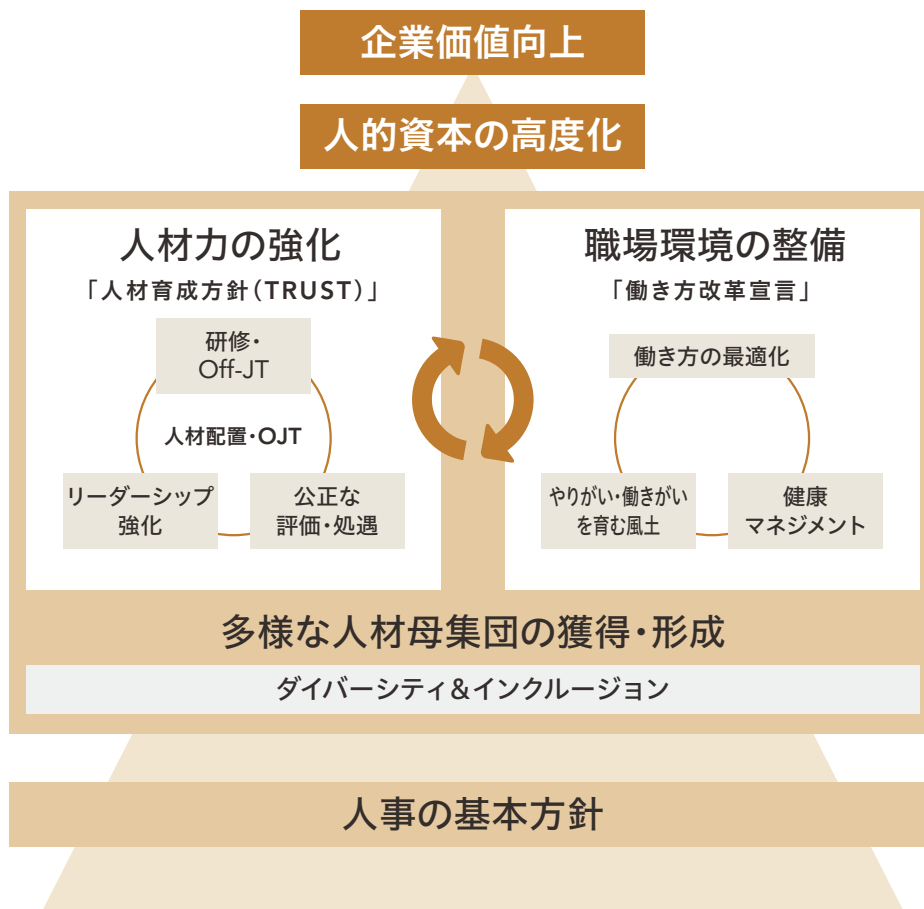 企業価値向上
人的資本の高度化
人材力の強化
「人材育成方針（TRUST）」
研修・
Off-JT
人材配置・OJT
リーダーシップ
強化
公正な
評価・処遇
職場環境の整備
「働き方改革宣言」
働き方の最適化
やりがい・働きがい
を育む風土
健康
マネジメント
多様な人材母集団の獲得・形成
ダイバーシティ&インクルージョン
人事の基本方針